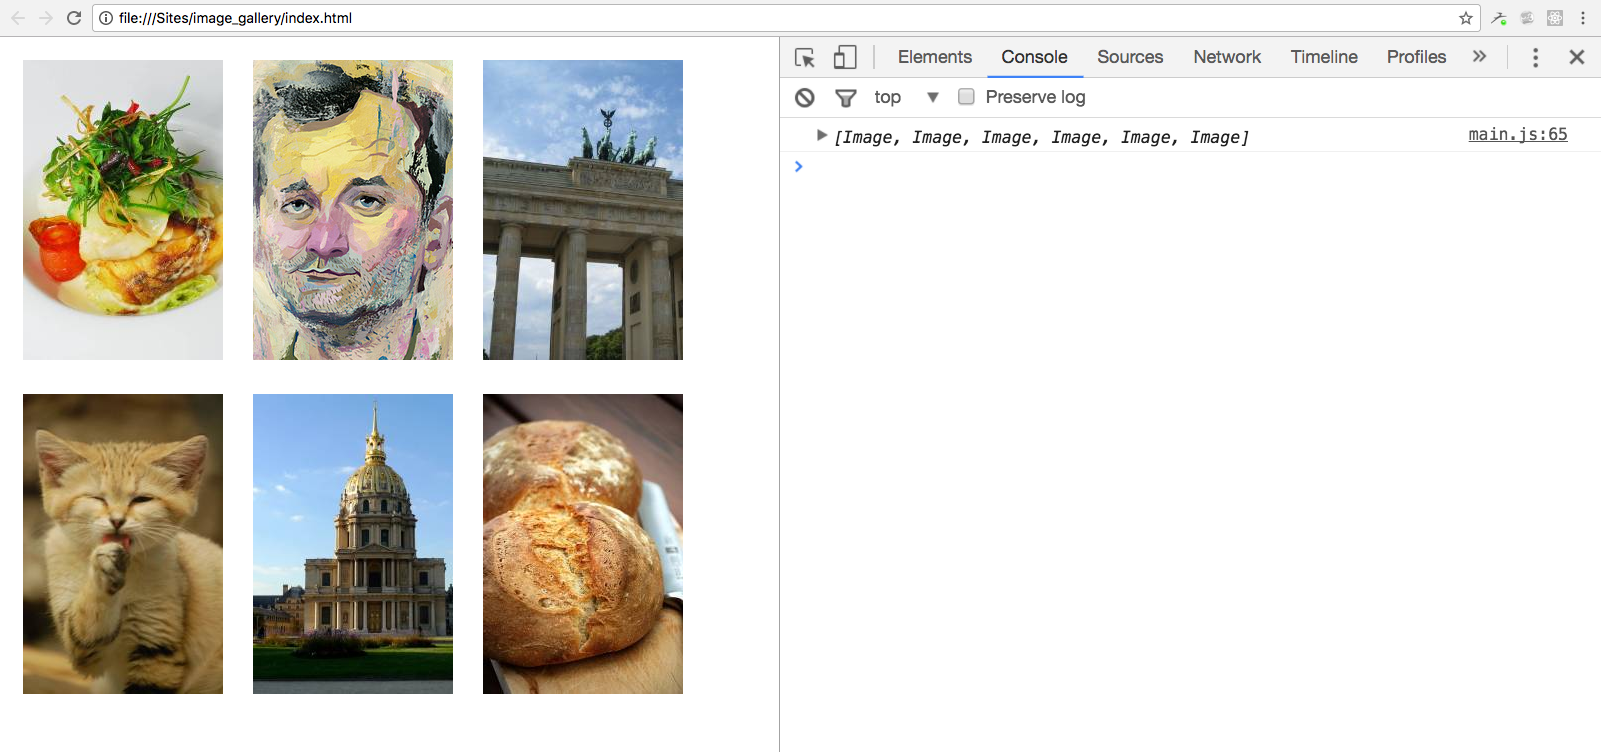 file:///Sites/image_gallery/index.html
Elements Console Sources Network Timeline Profiles »
top Preserve log
[Image, Image, Image, Image, Image, Image] main.js:65